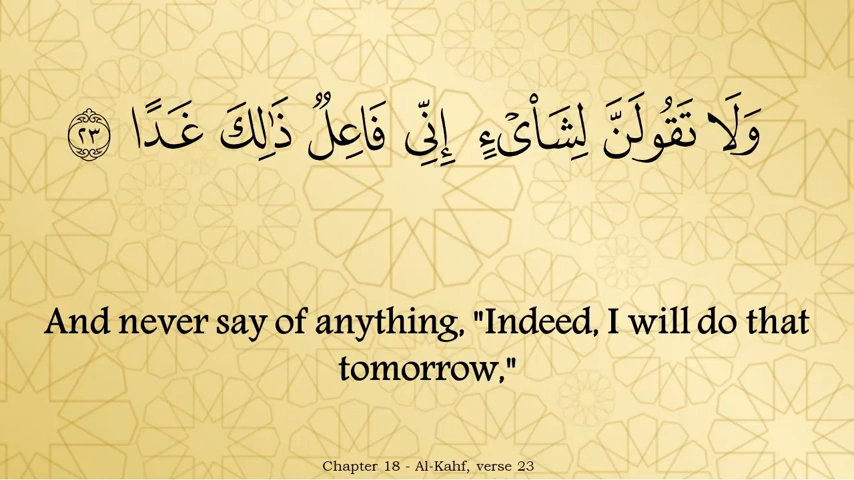 وَلَا تَقُولَنَّ لِشَا۟ىْءٍ إِنِّى فَاعِلٌ ذَٰلِكَ غَدًا ٢٣
And never say of anything, "Indeed, I will do that
tomorrow,"
Chapter 18 - Al-Kahf, verse 23